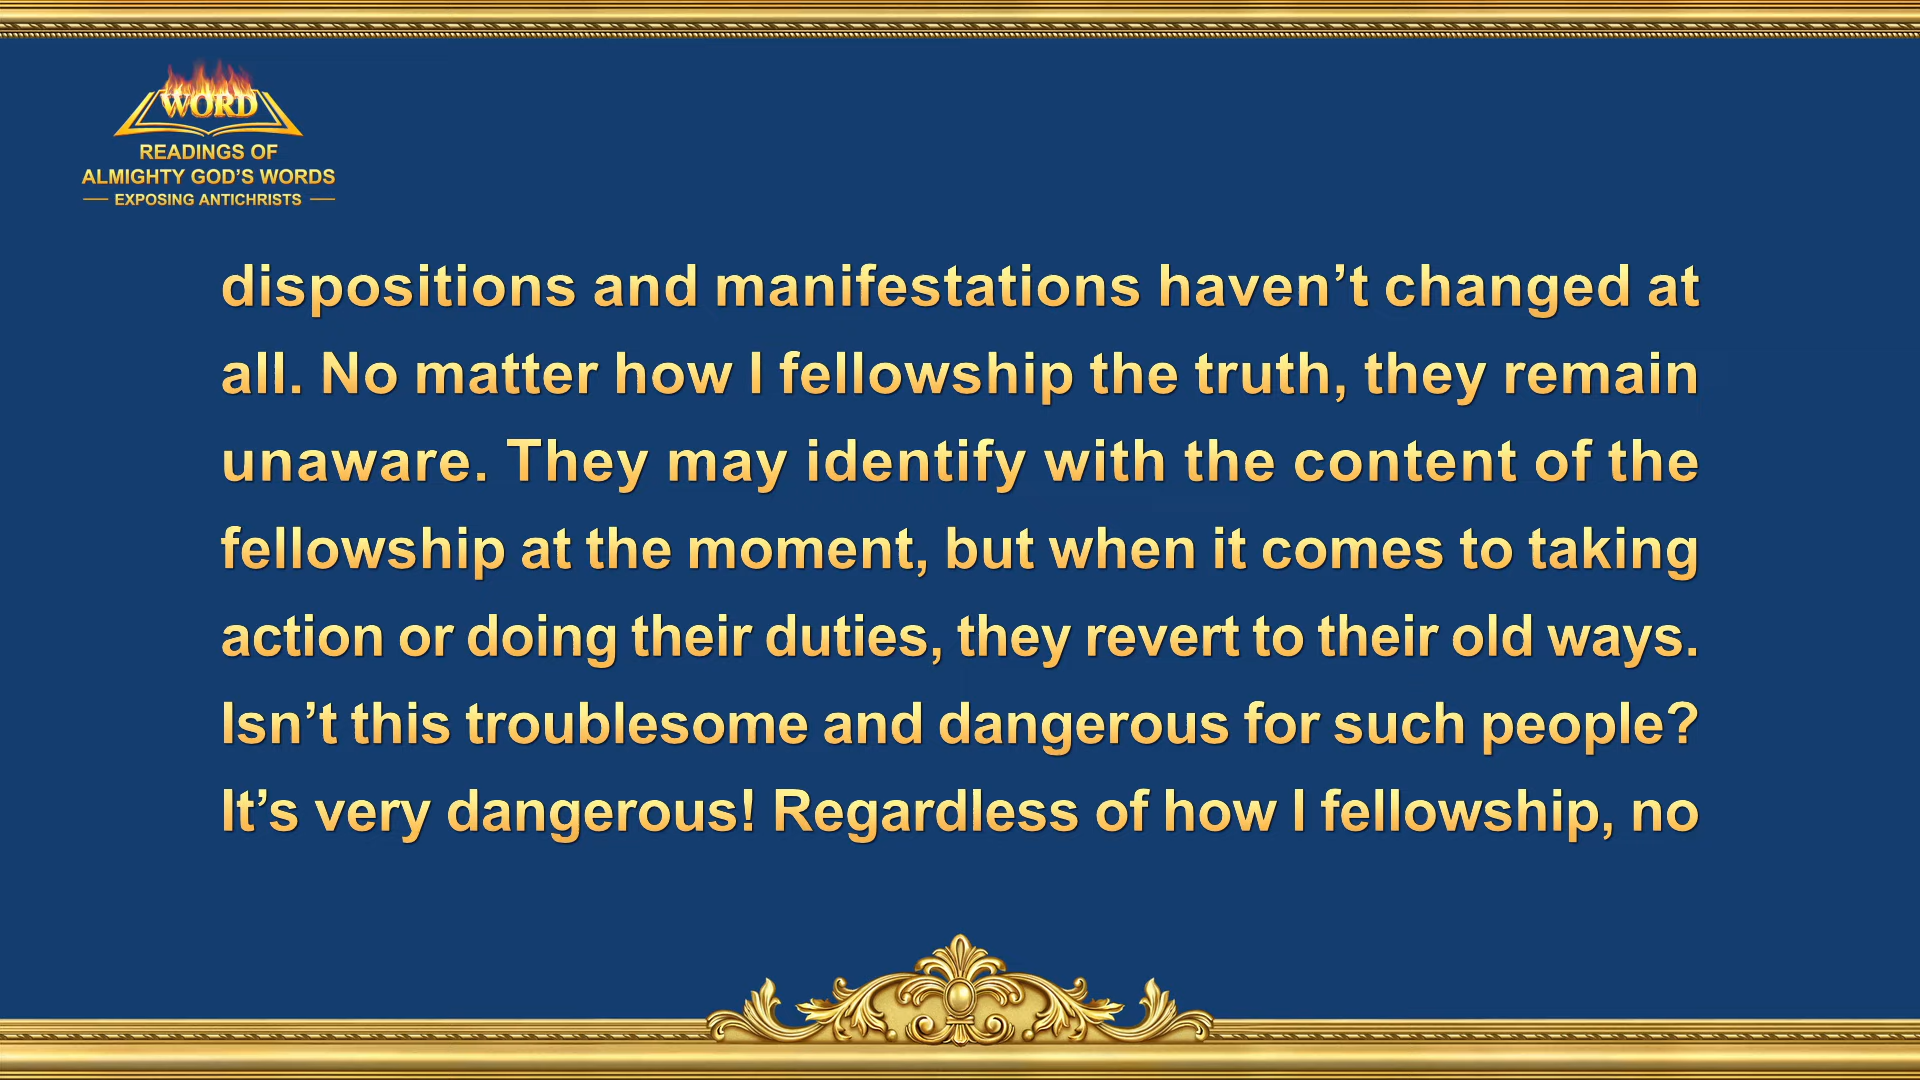 WORD
READINGS OF
ALMIGHTY GOD’S WORDS
EXPOSING ANTICHRISTS
dispositions and manifestations haven’t changed at
all. No matter how I fellowship the truth, they remain
unaware. They may identify with the content of the
fellowship at the moment, but when it comes to taking
action or doing their duties, they revert to their old ways.
Isn’t this troublesome and dangerous for such people?
It’s very dangerous! Regardless of how I fellowship, no